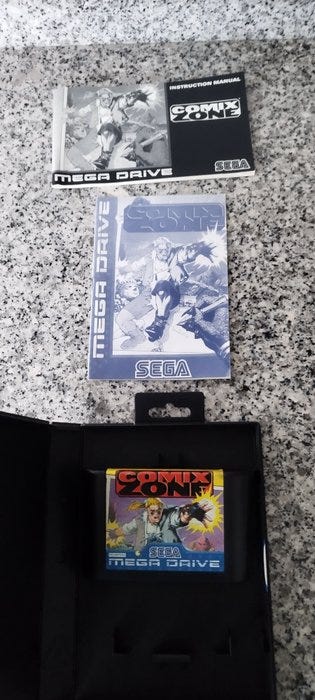 INSTRUCTION MANUAL
COMIX
ZONE
SEGA
MEGA DRIVE
COMIX
ZONE
MEGA DRIVE
SEGA
COMIX
ZONE
SEGA
MEGA DRIVE